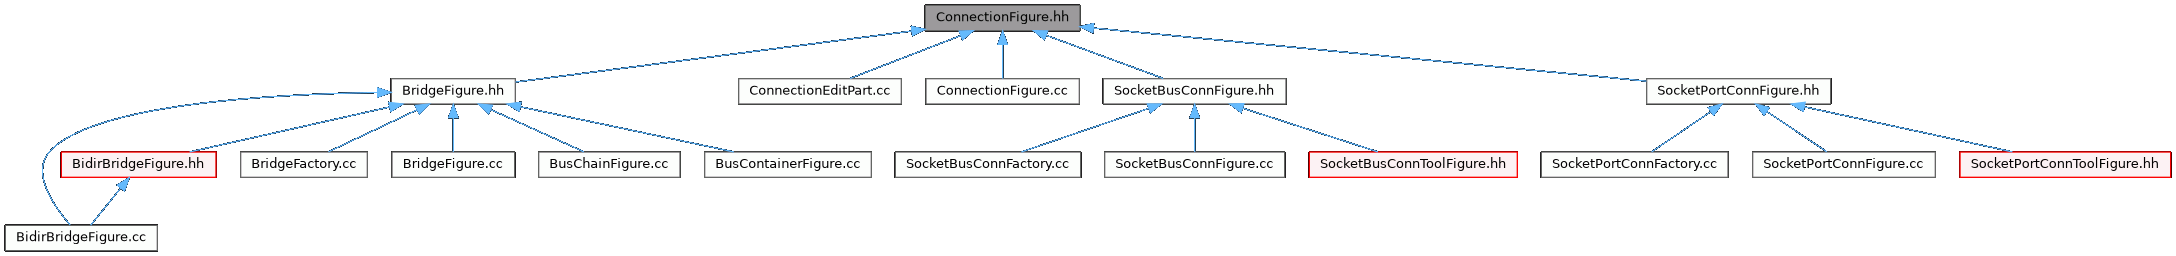 ConnectionFigure.hh
BridgeFigure.hh
ConnectionEditPart.cc
ConnectionFigure.cc
SocketBusConnFigure.hh
SocketPortConnFigure.hh
BidirBridgeFigure.hh
BridgeFactory.cc
BridgeFigure.cc
BusChainFigure.cc
BusContainerFigure.cc
SocketBusConnFactory.cc
SocketBusConnFigure.cc
SocketBusConnToolFigure.hh
SocketPortConnFactory.cc
SocketPortConnFigure.cc
SocketPortConnToolFigure.hh
BidirBridgeFigure.cc